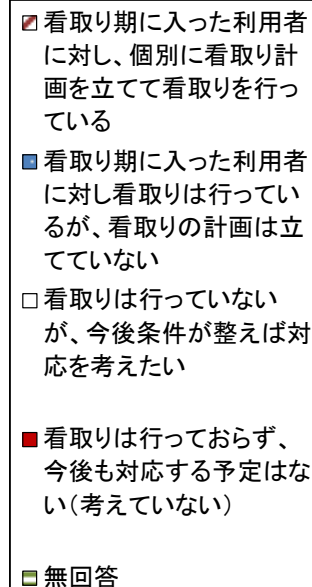 看取り期に入った利用者
に対し、個別に看取り計
画を立てて看取りを行っ
ている
看取り期に入った利用者
に対し看取りは行ってい
るが、看取りの計画は立
てていない
看取りは行っていない
が、今後条件が整えば対
応を考えたい
看取りは行っておらず、
今後も対応する予定はな
い(考えていない)
無回答